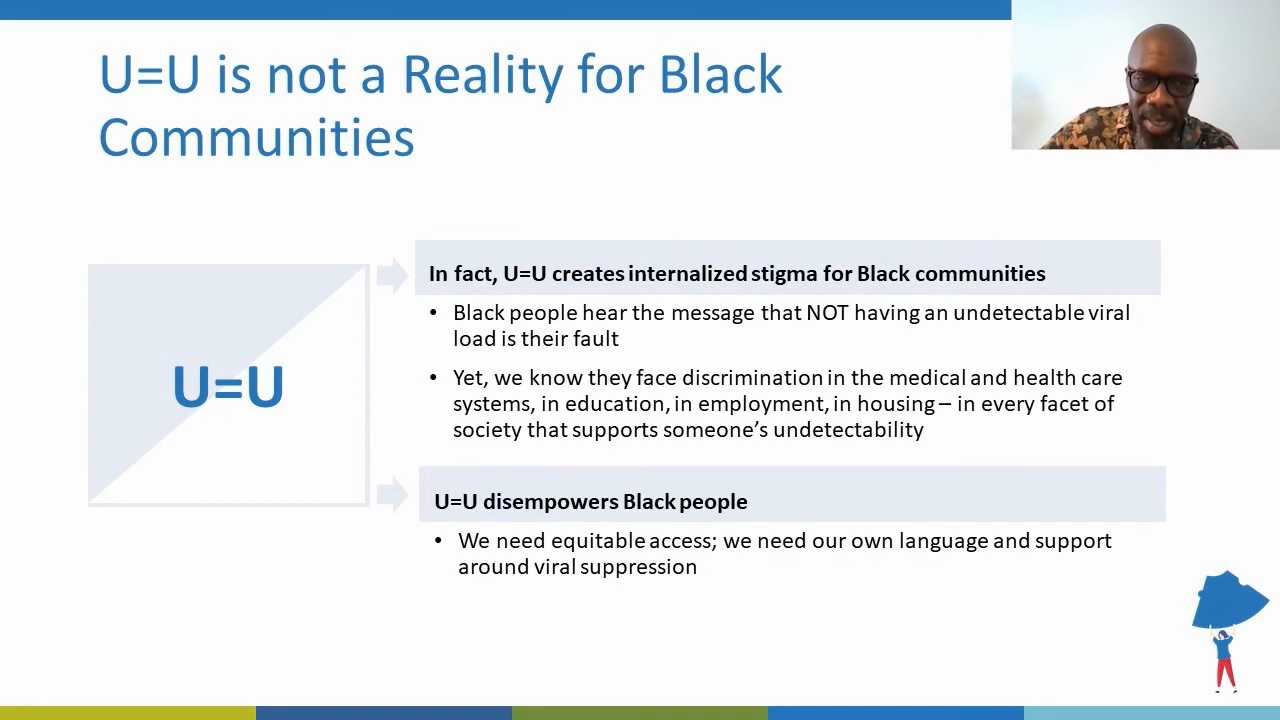 U=U is not a Reality for Black
Communities
In fact, U=U creates internalized stigma for Black communities
• Black people hear the message that NOT having an undetectable viral
load is their fault
• Yet, we know they face discrimination in the medical and health care
systems, in education, in employment, in housing – in every facet of
society that supports someone’s undetectability
U=U
U=U disempowers Black people
• We need equitable access; we need our own language and support
around viral suppression